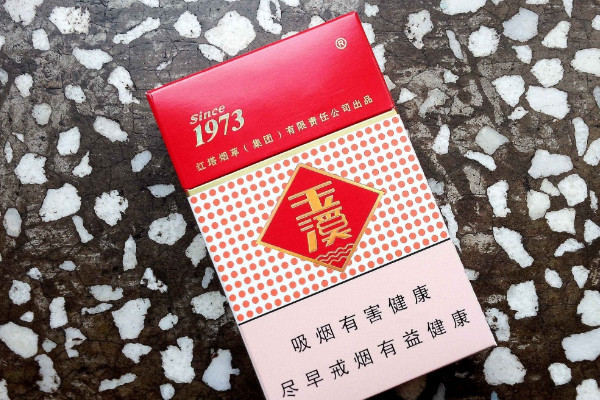 ®
Since
1973
红塔烟草（集团）有限责任公司出品
玉溪
吸烟有害健康
尽早戒烟有益健康